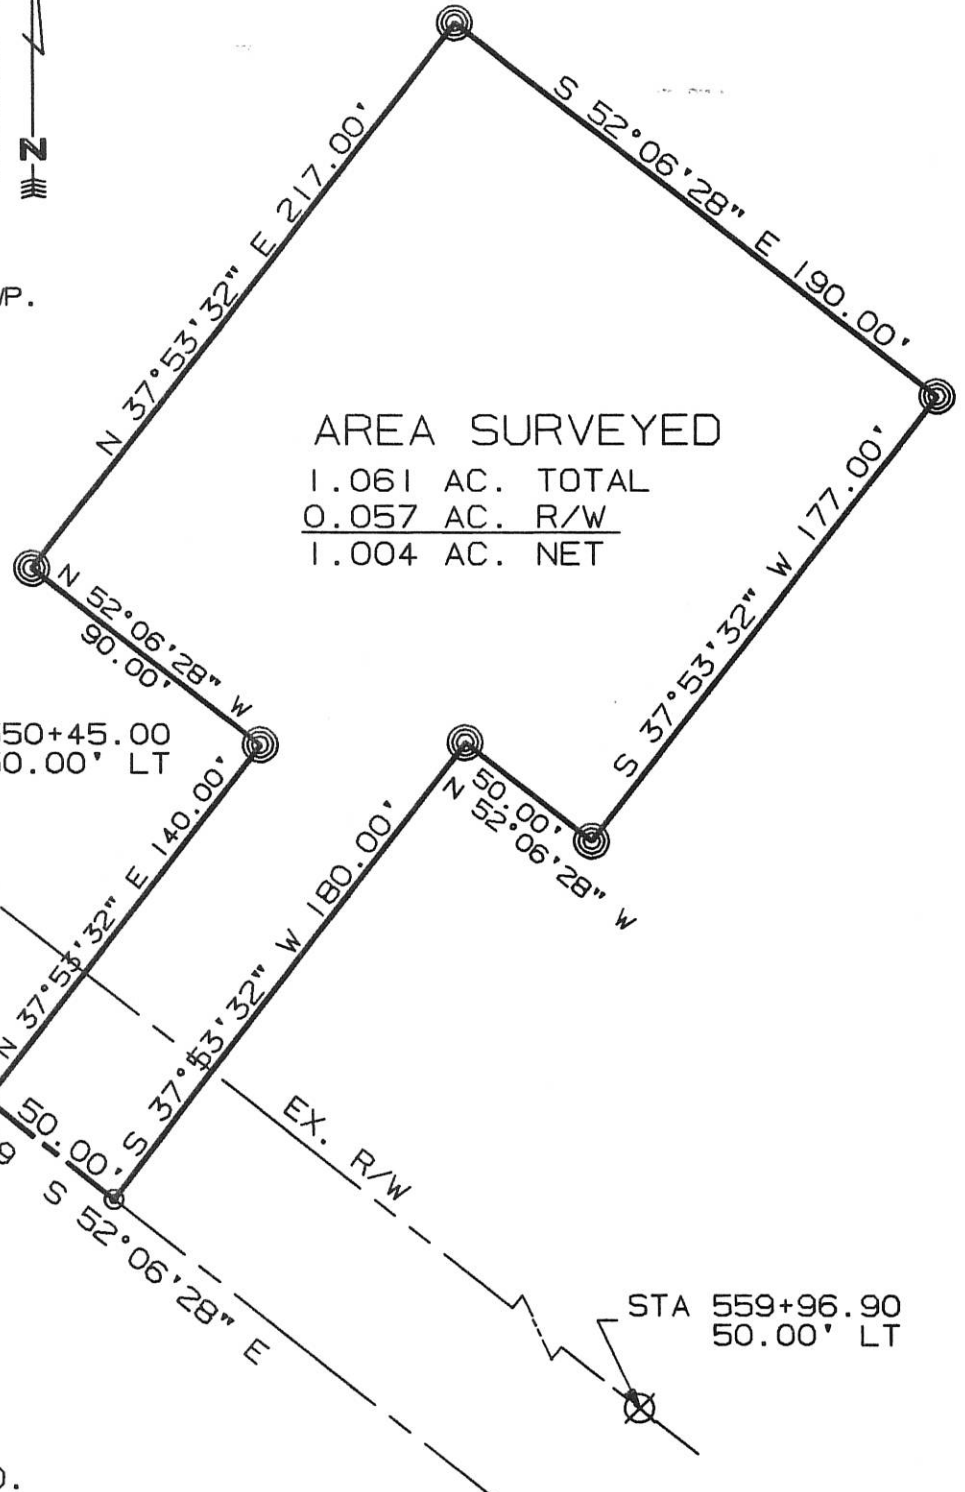 N
S 52°06'28" E 190.00'
N 37°53'32" E 217.00'
P.
AREA SURVEYED
1.061 AC. TOTAL
0.057 AC. R/W
1.004 AC. NET
S 37°53'32" W 177.00'
N 52°06'28" W
90.00'
50+45.00
0.00' LT
50.00'
N 52°06'28" W
N 37°53'32" E 140.00'
S 37°53'32" W 180.00'
50.00'
9 S 52°06'28" E
EX. R/W
STA 559+96.90
50.00' LT